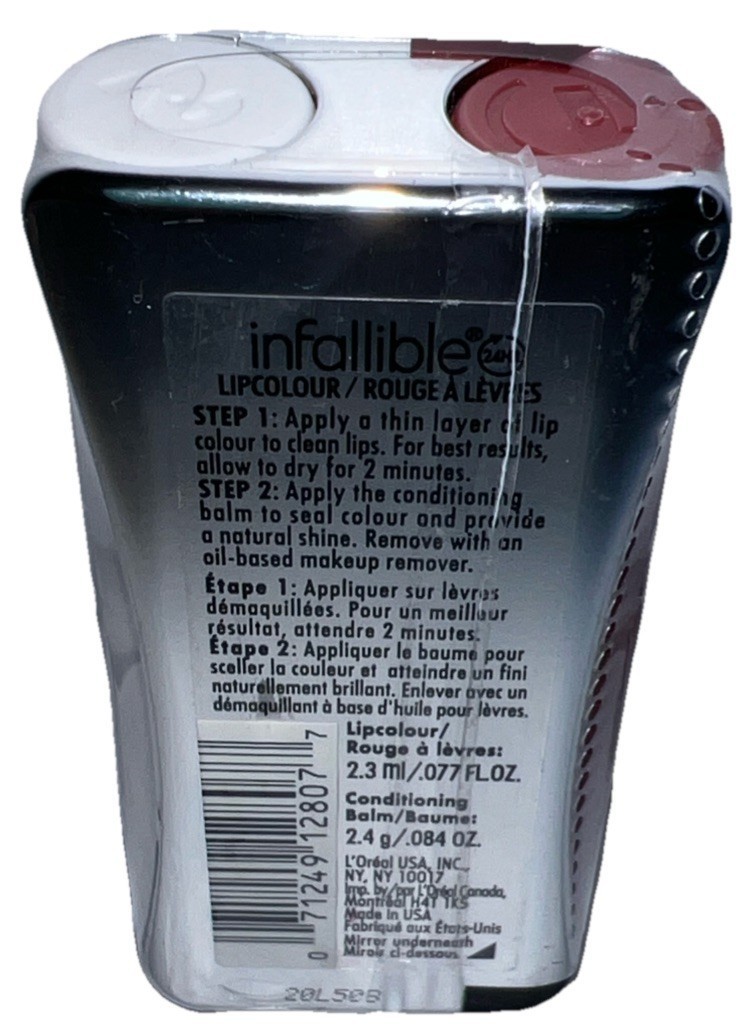 infallible®
24HR
LIPCOLOUR / ROUGE À LÈVRES
STEP 1: Apply a thin layer of lip
colour to clean lips. For best results,
allow to dry for 2 minutes.
STEP 2: Apply the conditioning
balm to seal colour and provide
a natural shine. Remove with an
oil-based makeup remover.
Étape 1: Appliquer sur lèvres
démaquillées. Pour un meilleur
résultat, attendre 2 minutes.
Étape 2: Appliquer le baume pour
sceller la couleur et atteindre un fini
naturellement brillant. Enlever avec un
démaquillant à base d'huile pour lèvres.
Lipcolour/
Rouge à lèvres:
2.3 ml/.077 FL.OZ.
Conditioning
Balm/Baume:
2.4 g/.084 OZ.
L'Oréal USA, INC.,
NY, NY 10017
Imp. by/par L'Oréal Canada,
Montréal H4T 1K5
Made in USA
Fabriqué aux États-Unis
Mirror underneath
Miroir ci-dessous
0 71249 12807 7
20L50B